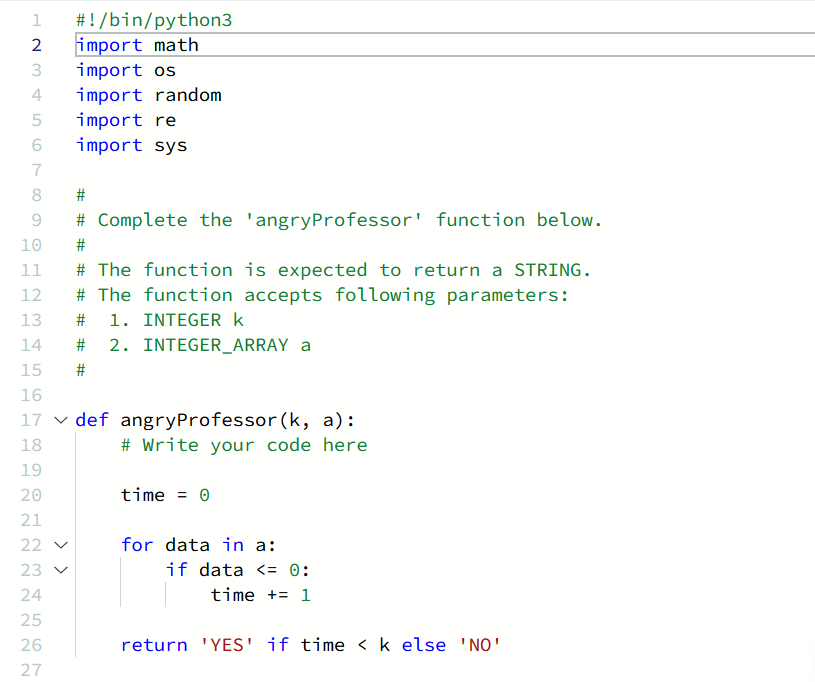 1 #!/bin/python3
2 import math
3 import os
4 import random
5 import re
6 import sys
7
8 #
9 # Complete the 'angryProfessor' function below.
10 #
11 # The function is expected to return a STRING.
12 # The function accepts following parameters:
13 #  1. INTEGER k
14 #  2. INTEGER_ARRAY a
15 #
16
17 def angryProfessor(k, a):
18     # Write your code here
19
20     time = 0
21
22     for data in a:
23         if data <= 0:
24             time += 1
25
26     return 'YES' if time < k else 'NO'
27